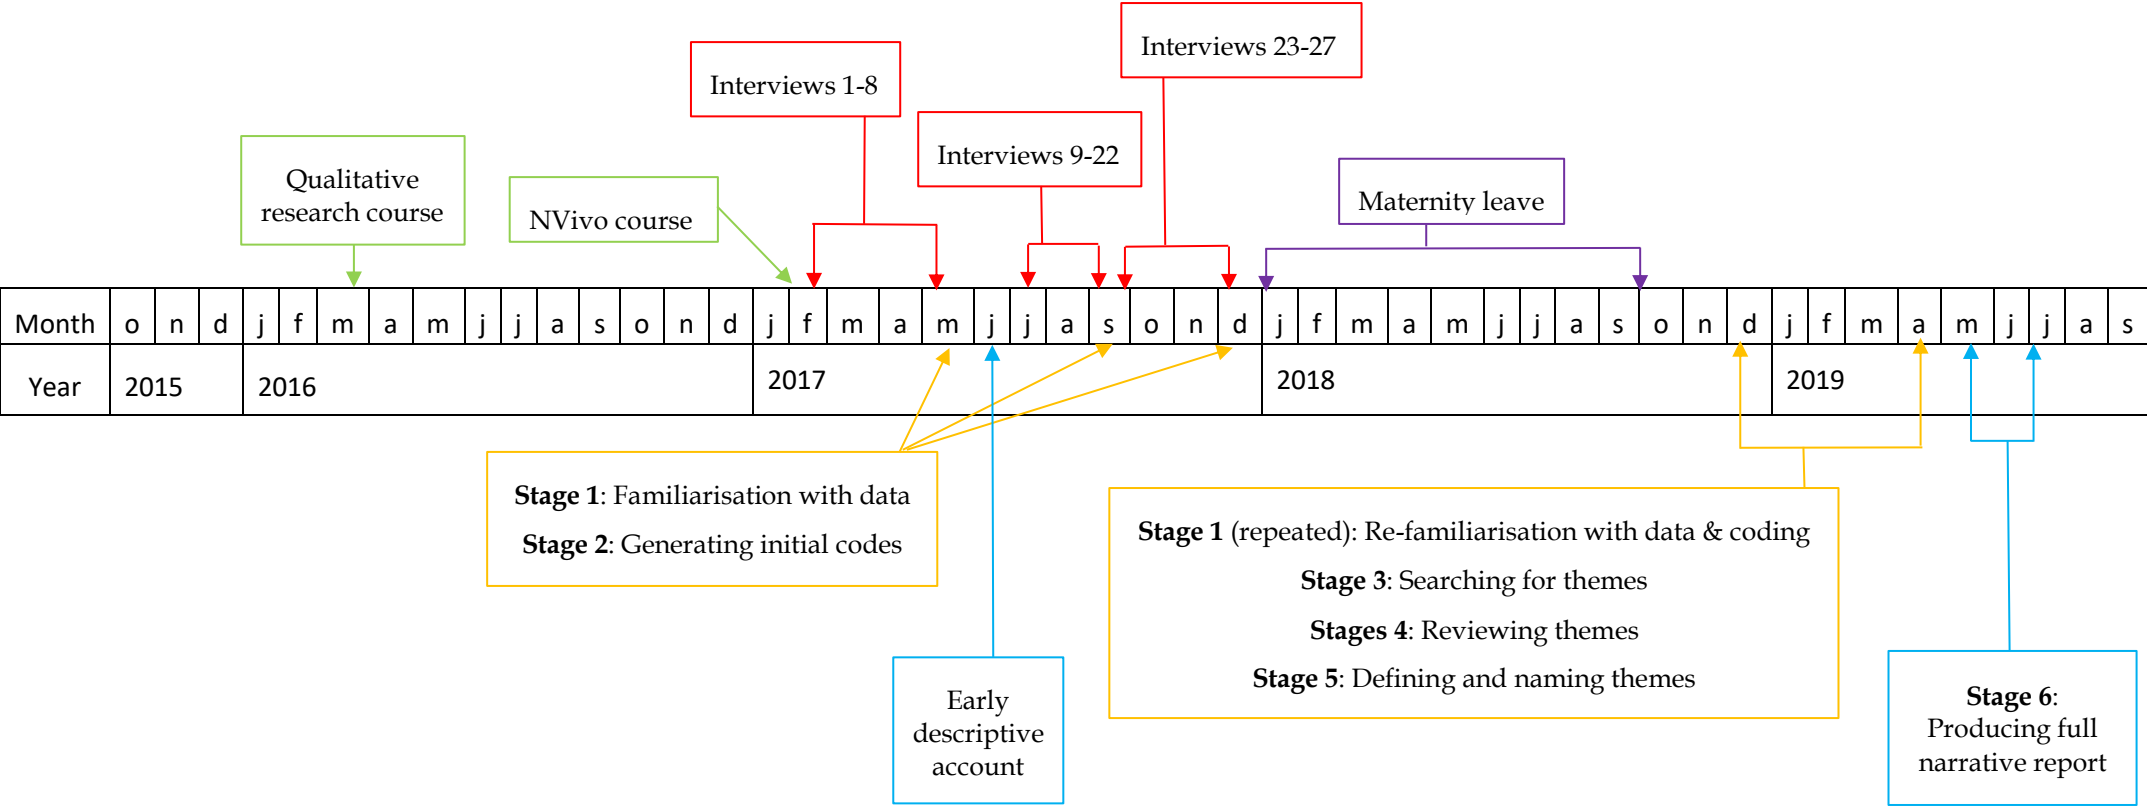 Interviews 23-27
Interviews 1-8
Interviews 9-22
Qualitative
research course
NVivo course
Maternity leave
Month o n d j f m a m j j a s o n d j f m a m j j a s o n d j f m a m j j a s o n d j f m a m j j a s
Year 2015 2016 2017 2018 2019
Stage 1: Familiarisation with data
Stage 2: Generating initial codes
Stage 1 (repeated): Re-familiarisation with data & coding
Stage 3: Searching for themes
Stages 4: Reviewing themes
Stage 5: Defining and naming themes
Early
descriptive
account
Stage 6:
Producing full
narrative report